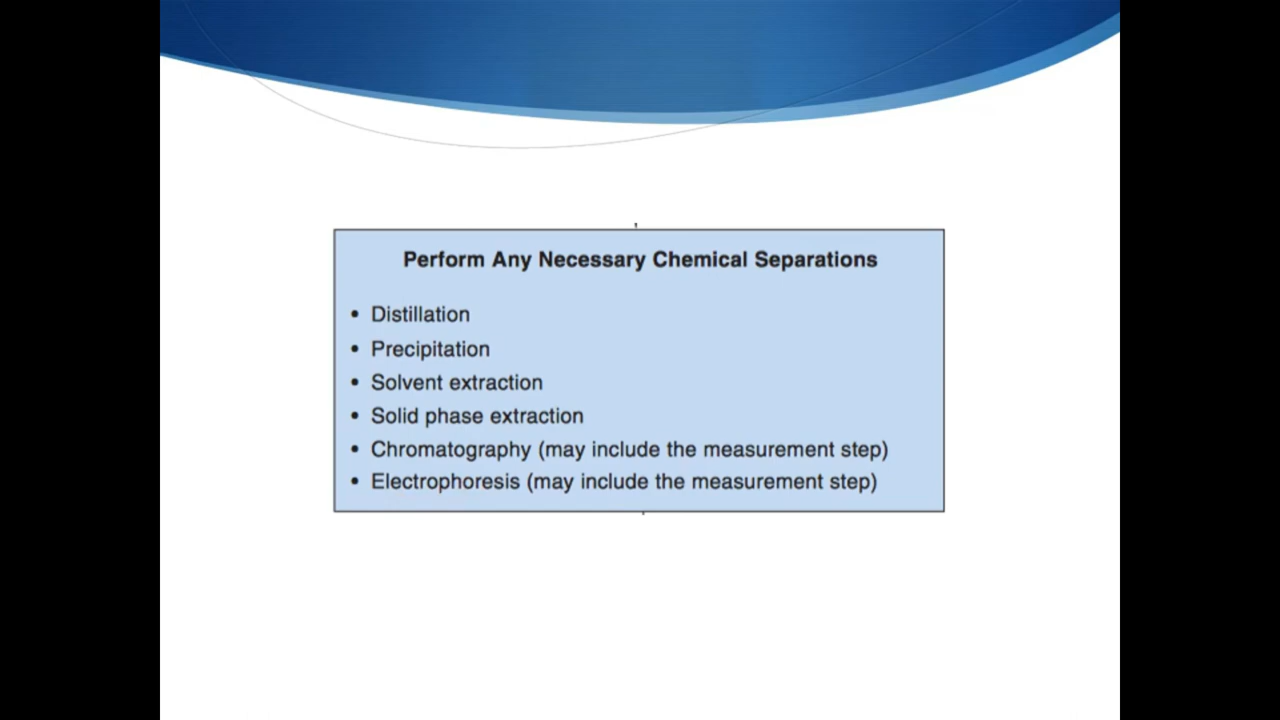 Perform Any Necessary Chemical Separations
• Distillation
• Precipitation
• Solvent extraction
• Solid phase extraction
• Chromatography (may include the measurement step)
• Electrophoresis (may include the measurement step)